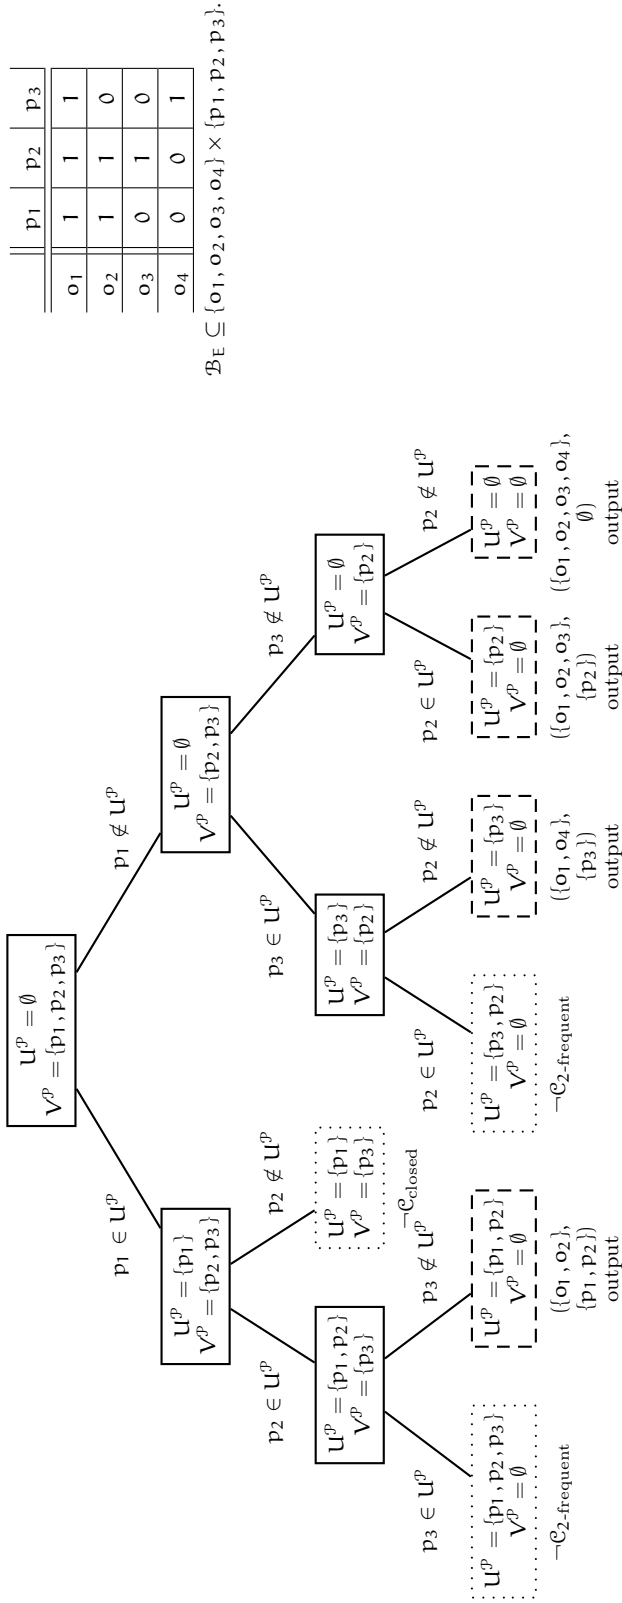 U^𝒫 = ∅
V^𝒫 = {p₁, p₂, p₃}
p₁ ∈ U^𝒫
p₁ ∉ U^𝒫
U^𝒫 = {p₁}
V^𝒫 = {p₂, p₃}
U^𝒫 = ∅
V^𝒫 = {p₂, p₃}
p₂ ∈ U^𝒫
p₂ ∉ U^𝒫
p₃ ∈ U^𝒫
p₃ ∉ U^𝒫
U^𝒫 = {p₁, p₂}
V^𝒫 = {p₃}
U^𝒫 = {p₁}
V^𝒫 = {p₃}
¬𝒞closed
U^𝒫 = {p₃}
V^𝒫 = {p₂}
U^𝒫 = ∅
V^𝒫 = {p₂}
p₃ ∈ U^𝒫
p₃ ∉ U^𝒫
p₂ ∈ U^𝒫
p₂ ∉ U^𝒫
p₂ ∈ U^𝒫
p₂ ∉ U^𝒫
U^𝒫 = {p₁, p₂, p₃}
V^𝒫 = ∅
¬𝒞2-frequent
U^𝒫 = {p₁, p₂}
V^𝒫 = ∅
({o₁, o₂},
{p₁, p₂})
output
U^𝒫 = {p₃, p₂}
V^𝒫 = ∅
¬𝒞2-frequent
U^𝒫 = {p₃}
V^𝒫 = ∅
({o₁, o₄},
{p₃})
output
U^𝒫 = {p₂}
V^𝒫 = ∅
({o₁, o₂, o₃},
{p₂})
output
U^𝒫 = ∅
V^𝒫 = ∅
({o₁, o₂, o₃, o₄},
∅)
output
p₁ p₂ p₃
o₁ 1 1 1
o₂ 1 1 0
o₃ 0 1 0
o₄ 0 0 1
ℬ_E ⊆ {o₁, o₂, o₃, o₄} × {p₁, p₂, p₃}.